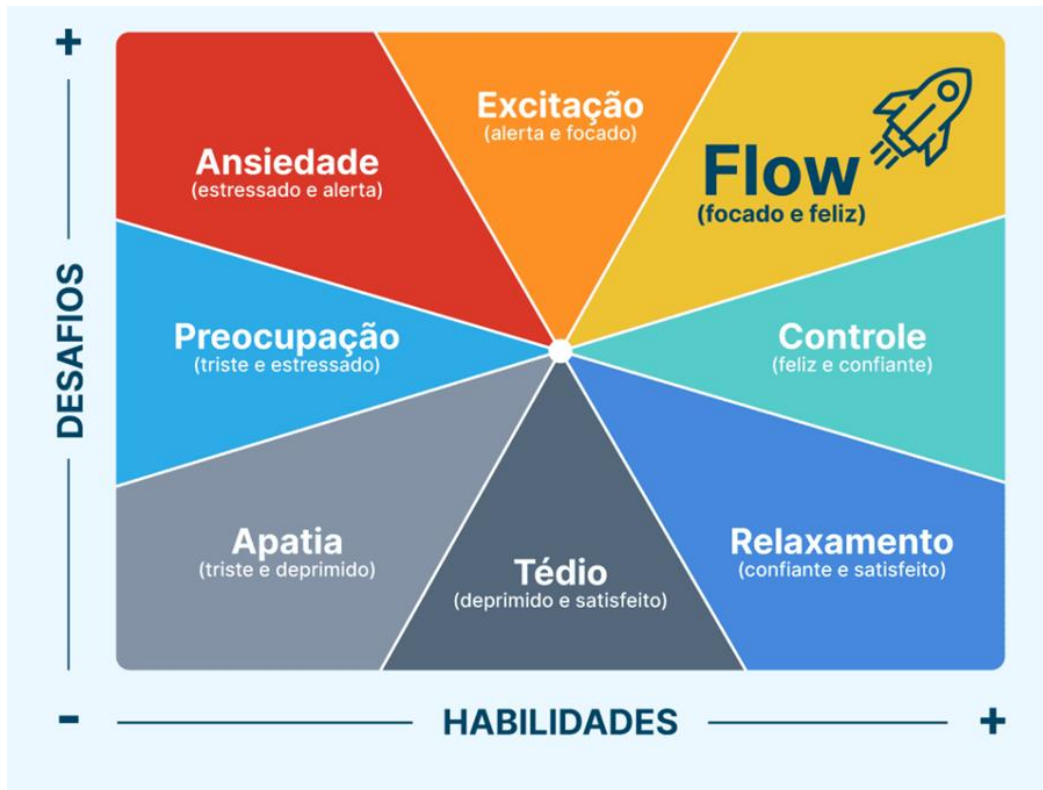 +
Excitação
(alerta e focado)
Ansiedade
(estressado e alerta)
Flow
(focado e feliz)
DESAFIOS
Preocupação
(triste e estressado)
Controle
(feliz e confiante)
Apatia
(triste e deprimido)
Tédio
(deprimido e satisfeito)
Relaxamento
(confiante e satisfeito)
-
HABILIDADES
+